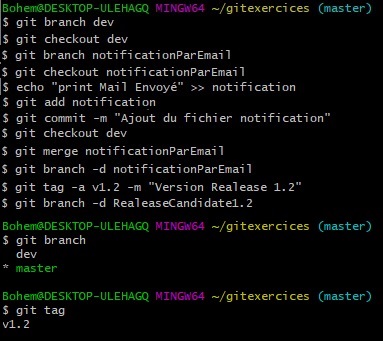 Bohem@DESKTOP-ULEHAGQ MINGW64 ~/gitexercices (master)
$ git branch dev
$ git checkout dev
$ git branch notificationParEmail
$ git checkout notificationParEmail
$ echo "print Mail Envoyé" >> notification
$ git add notification
$ git commit -m "Ajout du fichier notification"
$ git checkout dev
$ git merge notificationParEmail
$ git branch -d notificationParEmail
$ git tag -a v1.2 -m "Version Realease 1.2"
$ git branch -d RealeaseCandidate1.2
Bohem@DESKTOP-ULEHAGQ MINGW64 ~/gitexercices (master)
$ git branch
dev
* master
Bohem@DESKTOP-ULEHAGQ MINGW64 ~/gitexercices (master)
$ git tag
v1.2